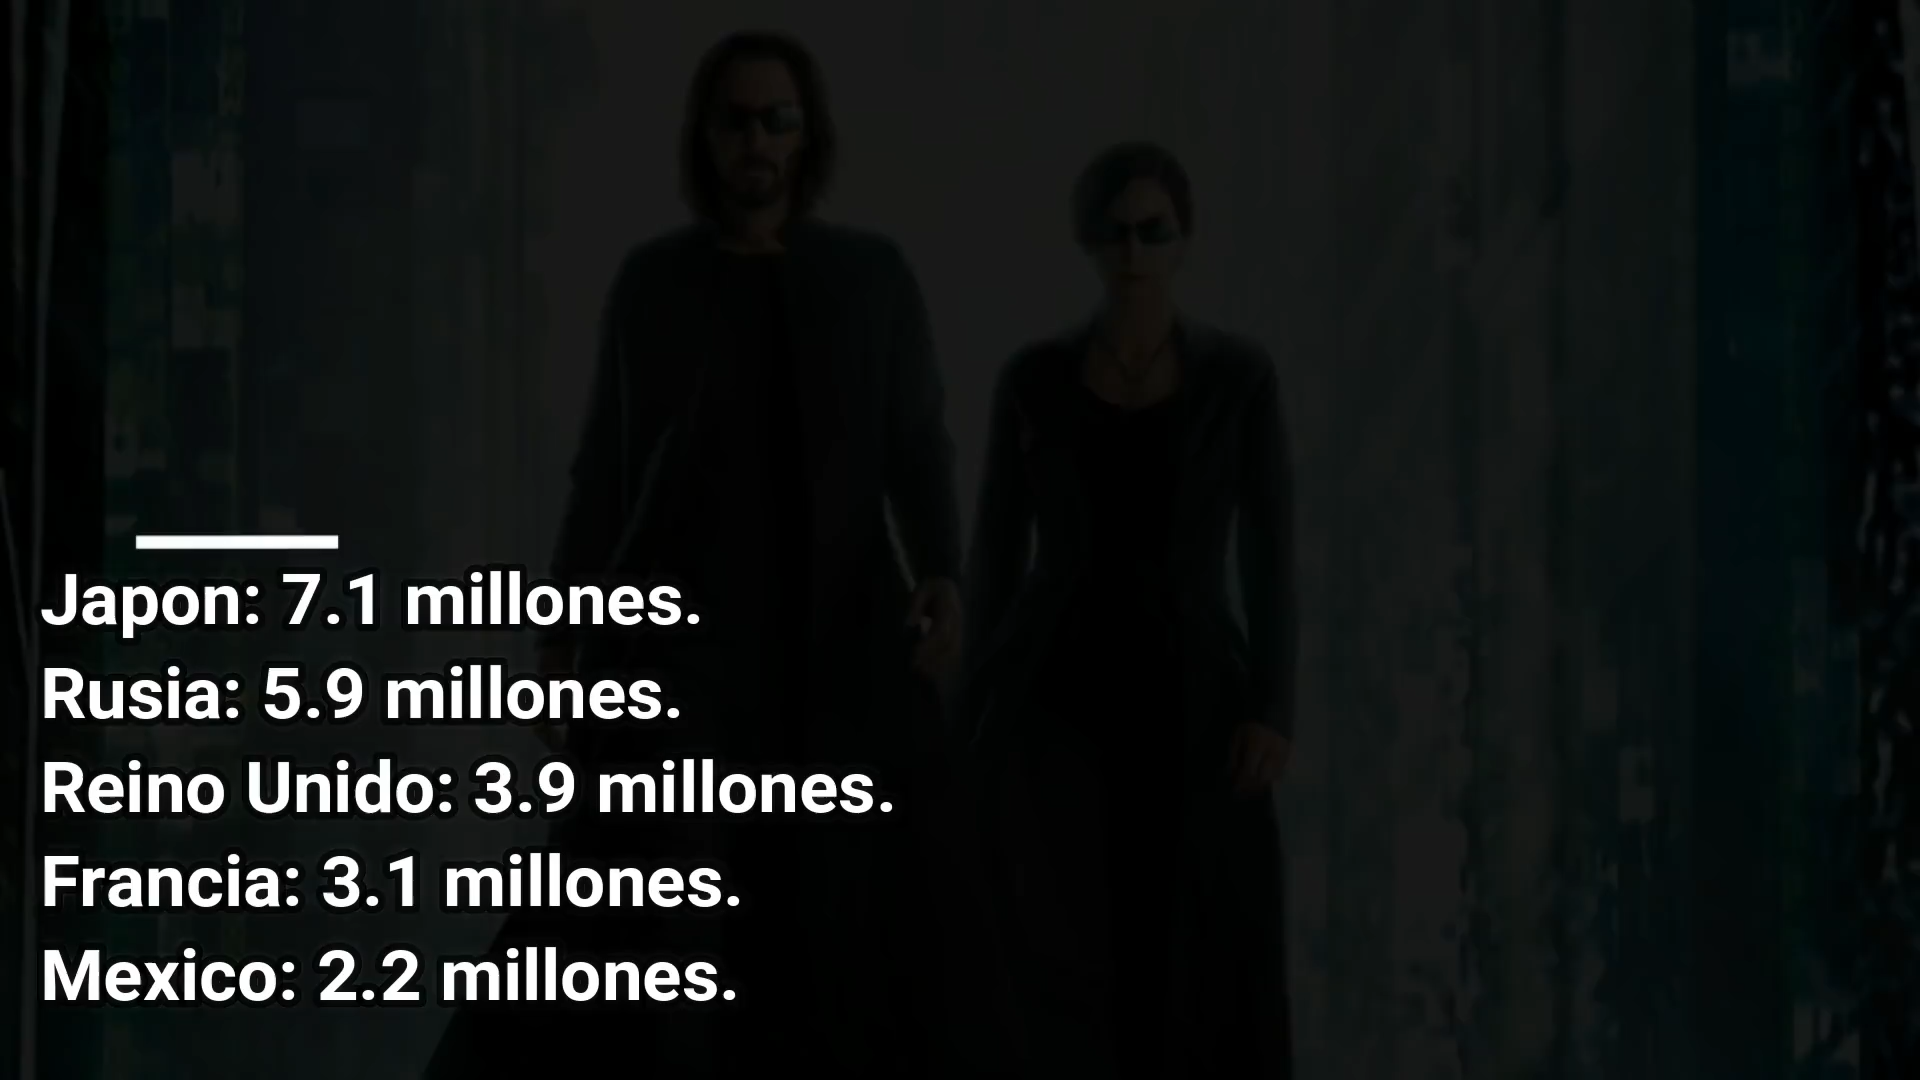 Japon: 7.1 millones.
Rusia: 5.9 millones.
Reino Unido: 3.9 millones.
Francia: 3.1 millones.
Mexico: 2.2 millones.